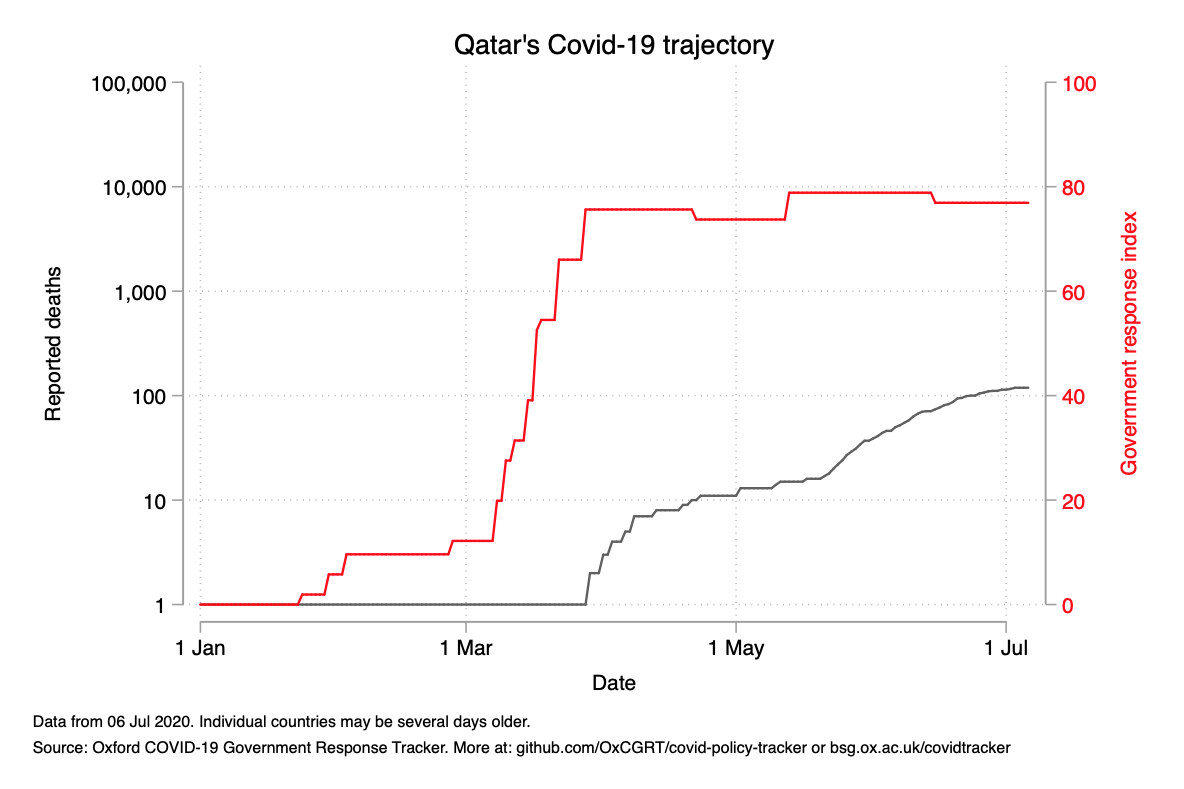 Qatar's Covid-19 trajectory
100,000
10,000
1,000
100
10
1
Reported deaths
100
80
60
40
20
0
Government response index
1 Jan
1 Mar
1 May
1 Jul
Date
Data from 06 Jul 2020. Individual countries may be several days older.
Source: Oxford COVID-19 Government Response Tracker. More at: github.com/OxCGRT/covid-policy-tracker or bsg.ox.ac.uk/covidtracker